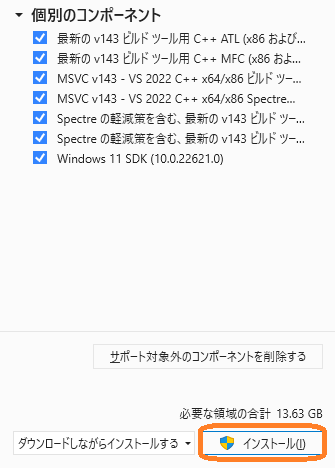 個別のコンポーネント
最新の v143 ビルド ツール用 C++ ATL (x86 および...
最新の v143 ビルド ツール用 C++ MFC (x86 およ...
MSVC v143 - VS 2022 C++ x64/x86 ビルド ツー...
MSVC v143 - VS 2022 C++ x64/x86 Spectre...
Spectre の軽減策を含む、最新の v143 ビルド ツー...
Spectre の軽減策を含む、最新の v143 ビルド ツー...
Windows 11 SDK (10.0.22621.0)
サポート対象外のコンポーネントを削除する
必要な領域の合計 13.63 GB
ダウンロードしながらインストールする
インストール(I)